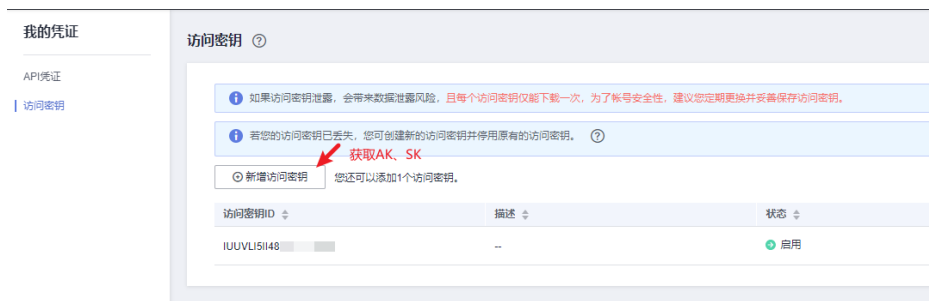 我的凭证
API凭证
访问密钥
访问密钥
如果访问密钥泄露，会带来数据泄露风险，且每个访问密钥仅能下载一次，为了帐号安全性，建议您定期更换并妥善保存访问密钥。
若您的访问密钥已丢失，您可创建新的访问密钥并停用原有的访问密钥。
获取AK、SK
新增访问密钥 您还可以添加1个访问密钥。
访问密钥ID 描述 状态
IUUVLI5II48 -- 启用